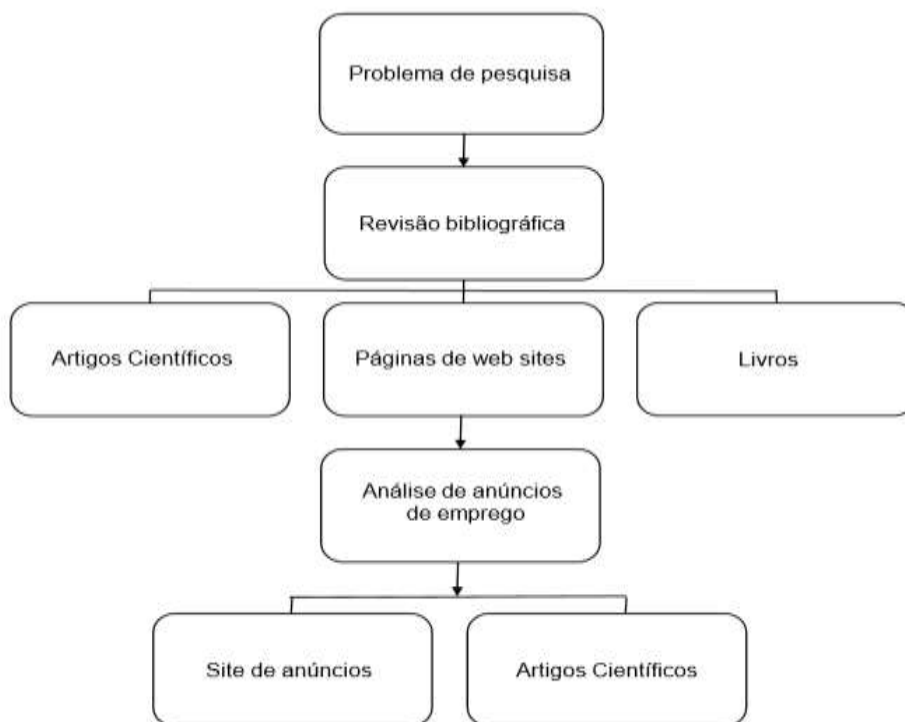 Problema de pesquisa
Revisão bibliográfica
Artigos Científicos
Páginas de web sites
Livros
Análise de anúncios
de emprego
Site de anúncios
Artigos Científicos